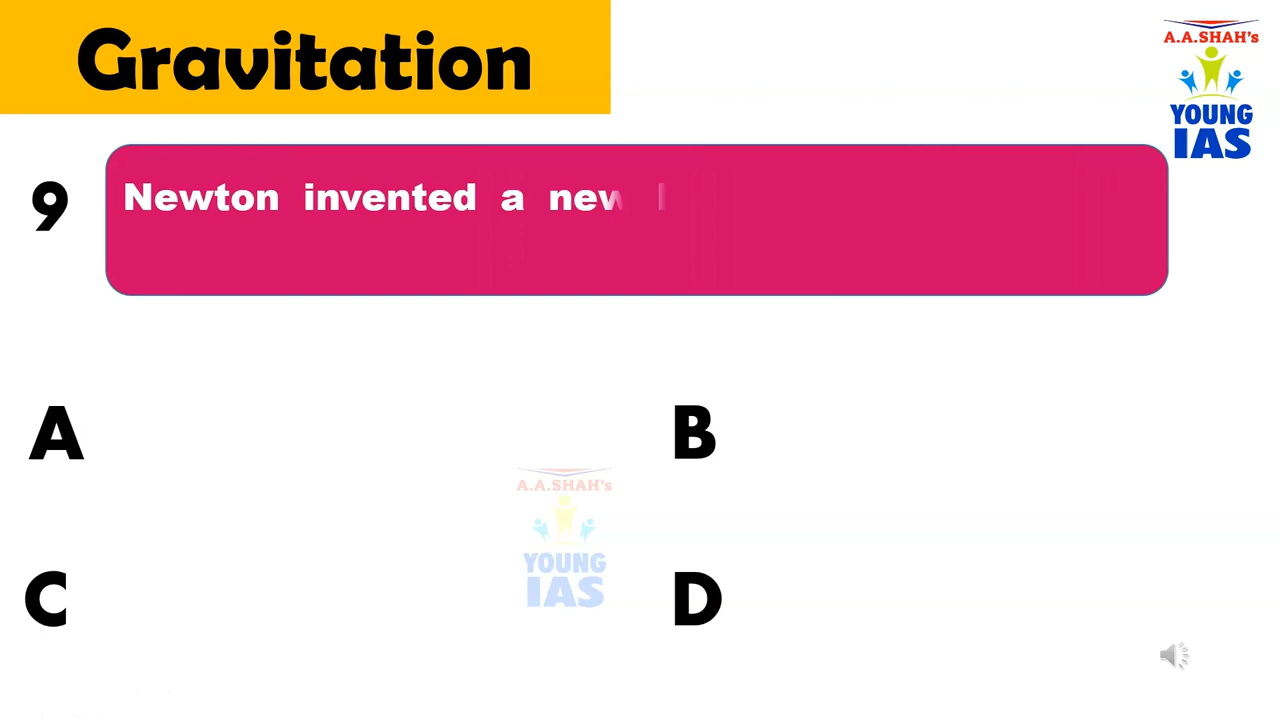 Gravitation
A.A.SHAH's
YOUNG
IAS
9
Newton invented a new
A
B
A.A.SHAH's
YOUNG
IAS
C
D